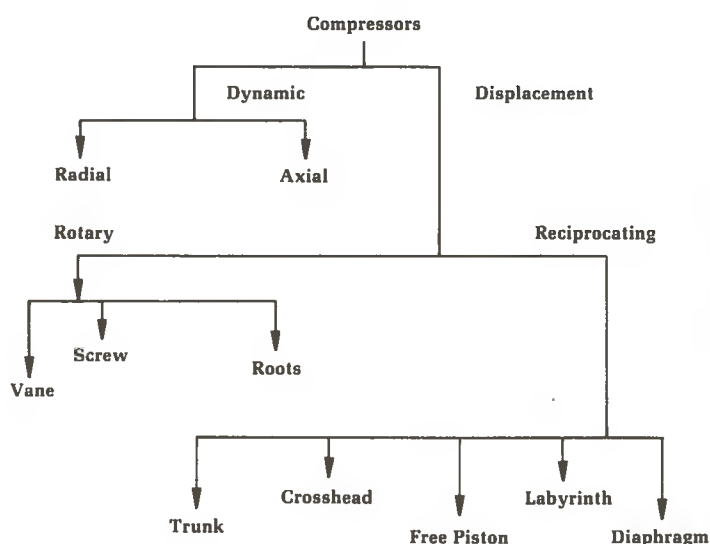 Compressors
Dynamic
Displacement
Radial
Axial
Rotary
Reciprocating
Screw
Roots
Vane
Crosshead
Labyrinth
Trunk
Free Piston
Diaphragm